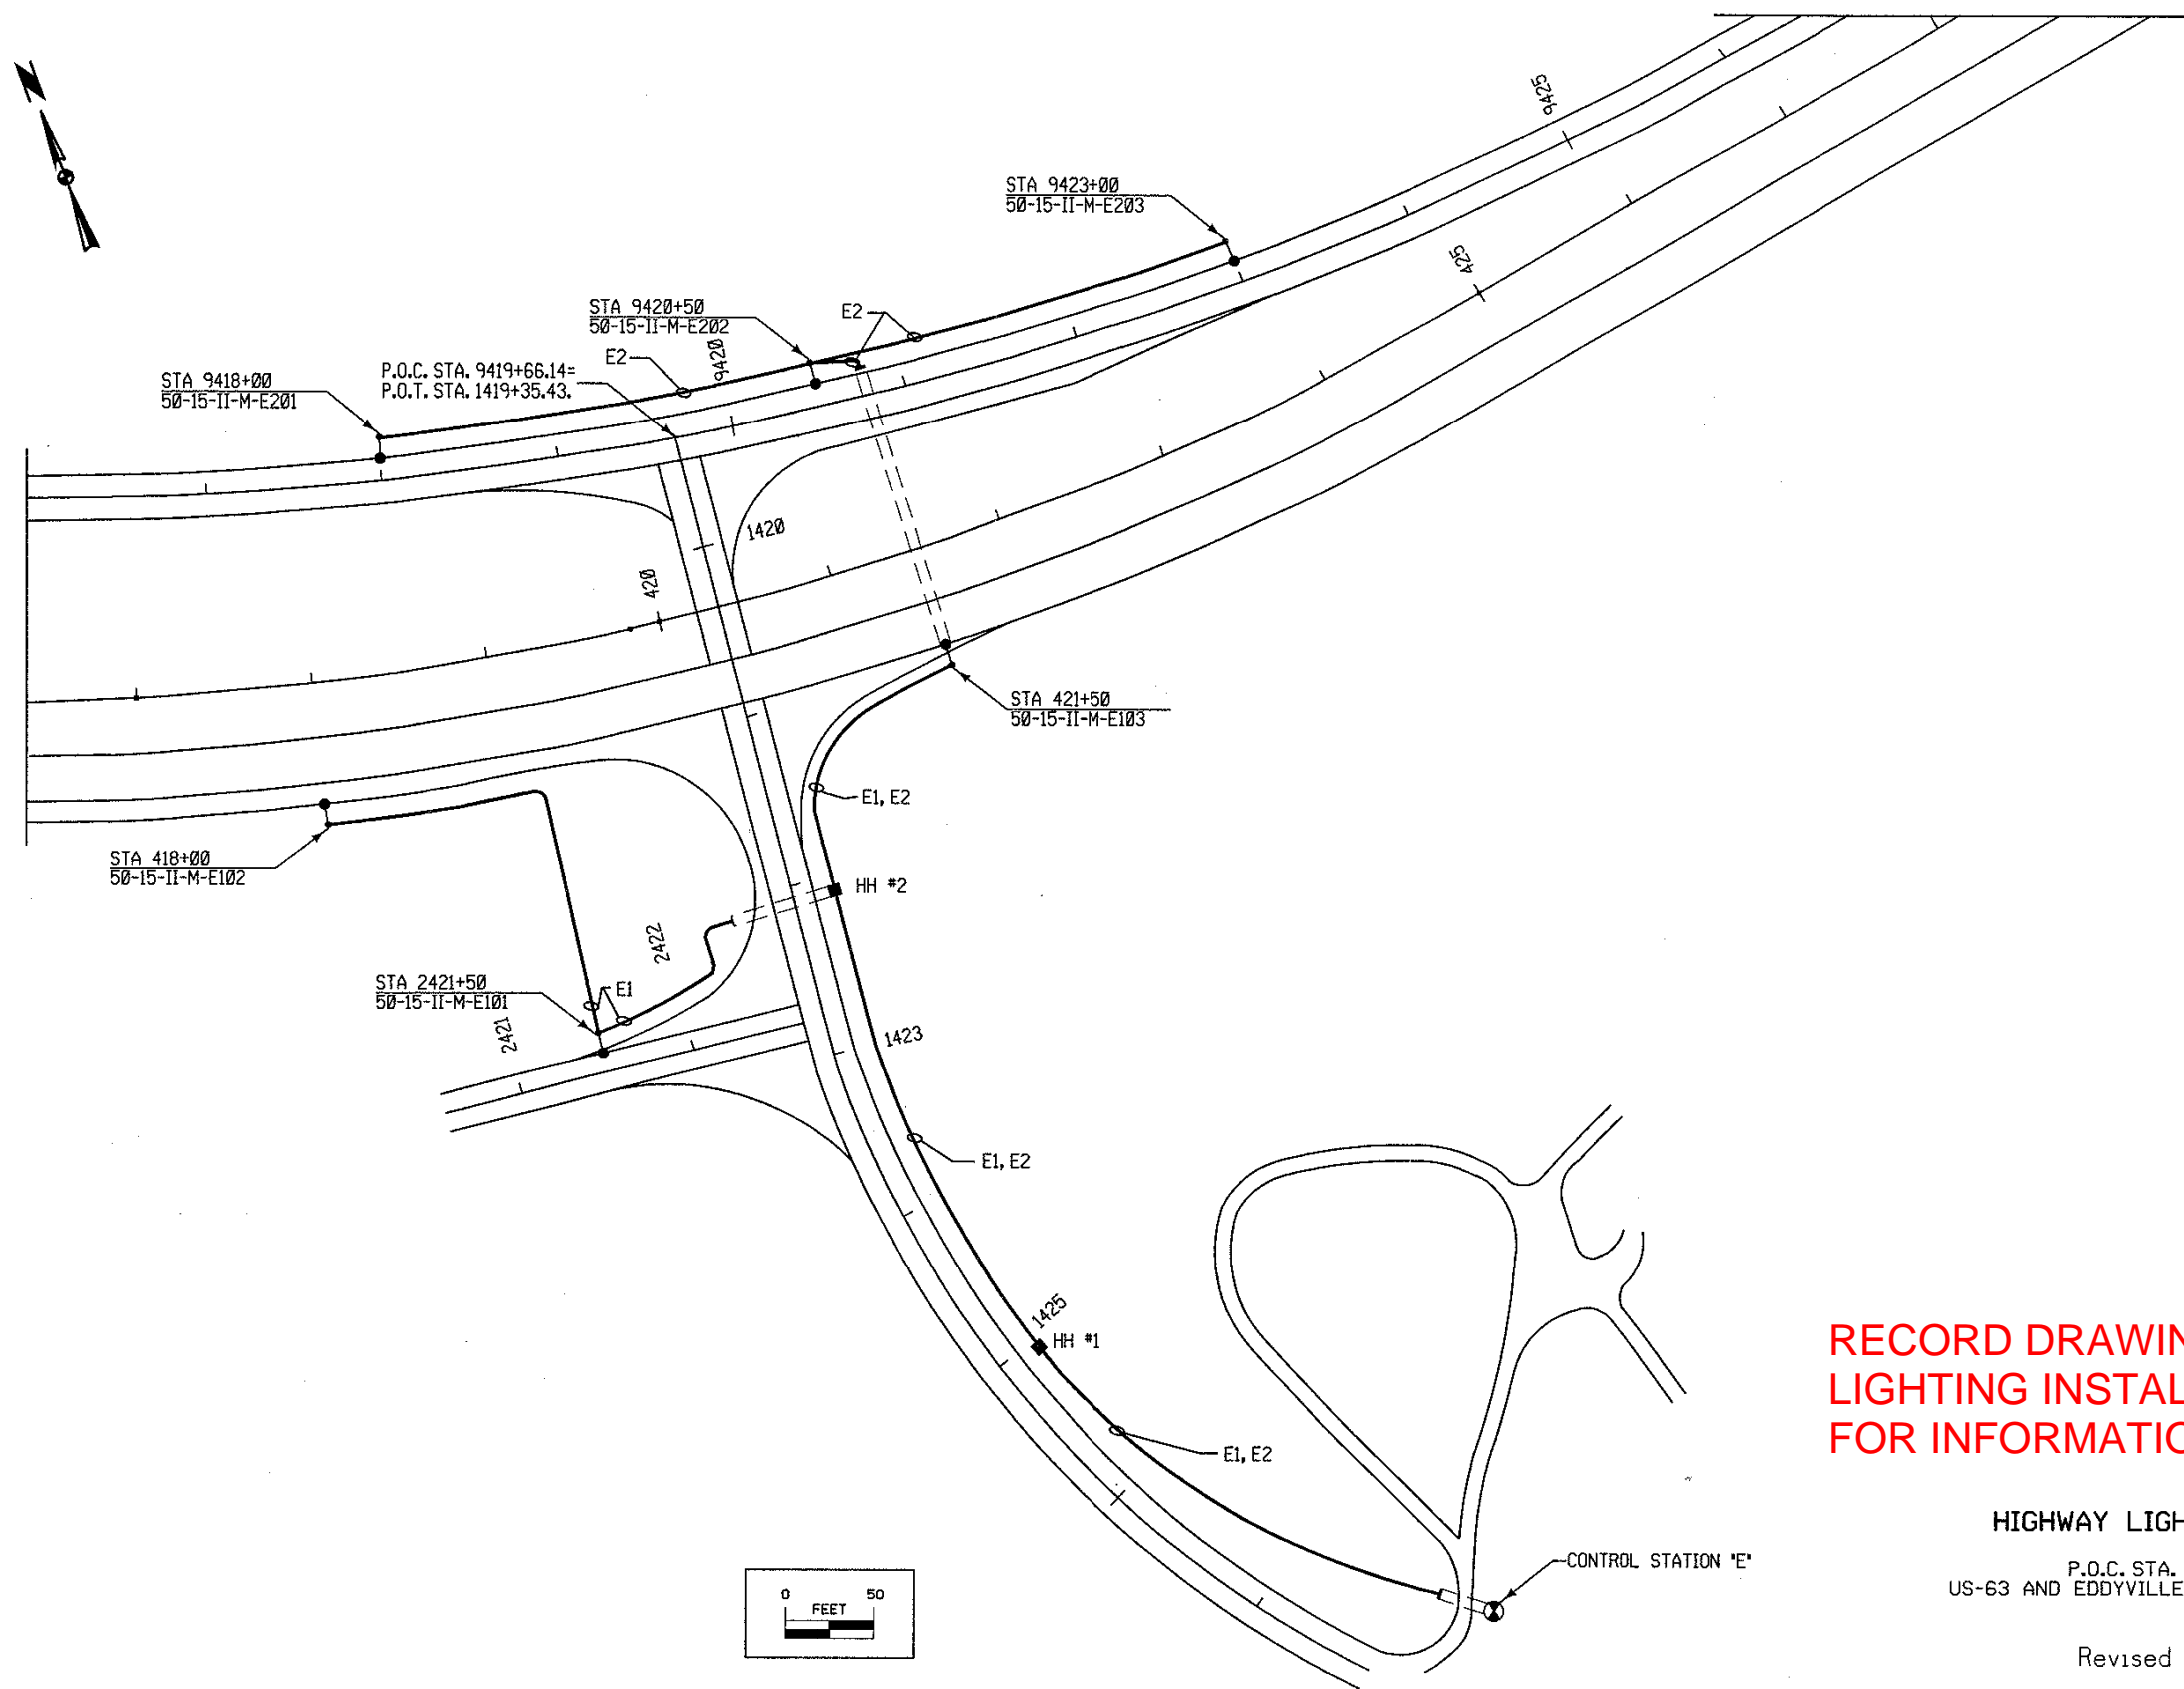 N
9425
STA 9423+00
50-15-II-M-E203
425
STA 9420+50
50-15-II-M-E202
E2
9420
E2
P.O.C. STA. 9419+66.14=
P.O.T. STA. 1419+35.43.
STA 9418+00
50-15-II-M-E201
1420
420
STA 421+50
50-15-II-M-E103
E1, E2
STA 418+00
50-15-II-M-E102
HH #2
2422
STA 2421+50
50-15-II-M-E101
E1
2421
1423
E1, E2
1425
HH #1
E1, E2
RECORD DRAWIN
LIGHTING INSTAL
FOR INFORMATIO
HIGHWAY LIGH
CONTROL STATION "E"
P.O.C. STA.
US-63 AND EDDYVILLE
0 50
FEET
Revised